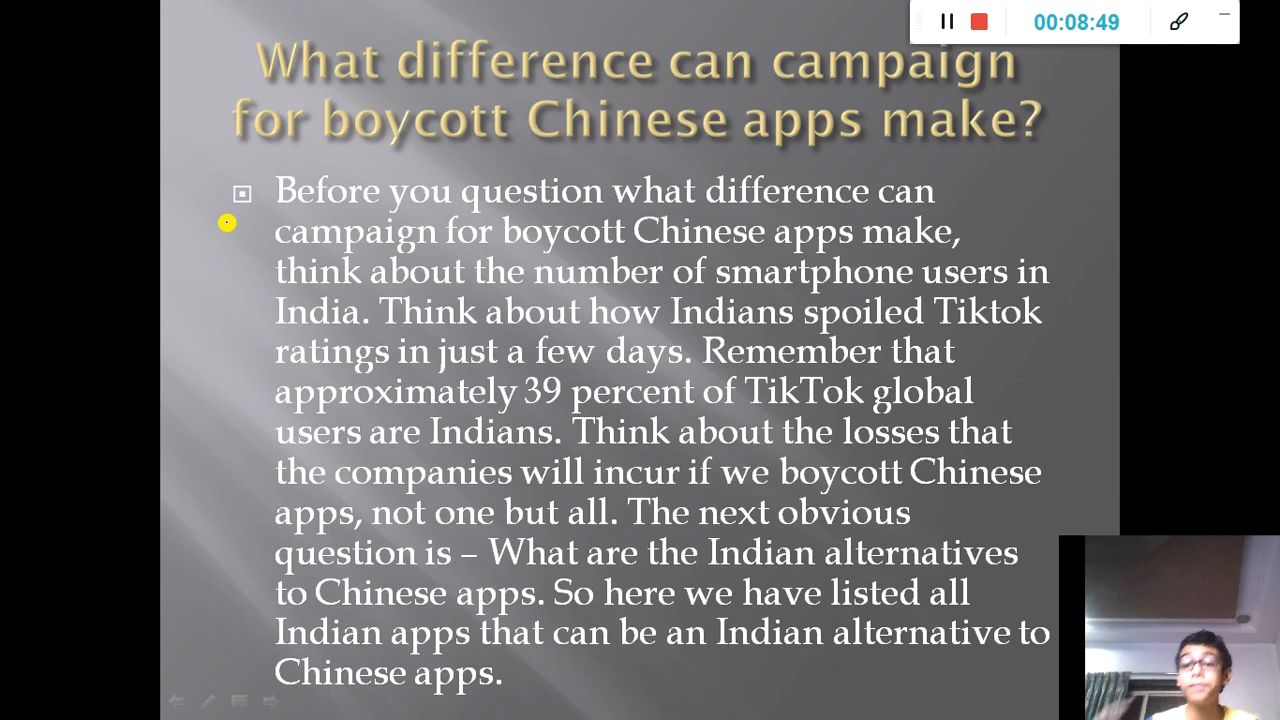 00:08:49
What difference can campaign
for boycott Chinese apps make?
Before you question what difference can
campaign for boycott Chinese apps make,
think about the number of smartphone users in
India. Think about how Indians spoiled Tiktok
ratings in just a few days. Remember that
approximately 39 percent of TikTok global
users are Indians. Think about the losses that
the companies will incur if we boycott Chinese
apps, not one but all. The next obvious
question is – What are the Indian alternatives
to Chinese apps. So here we have listed all
Indian apps that can be an Indian alternative to
Chinese apps.